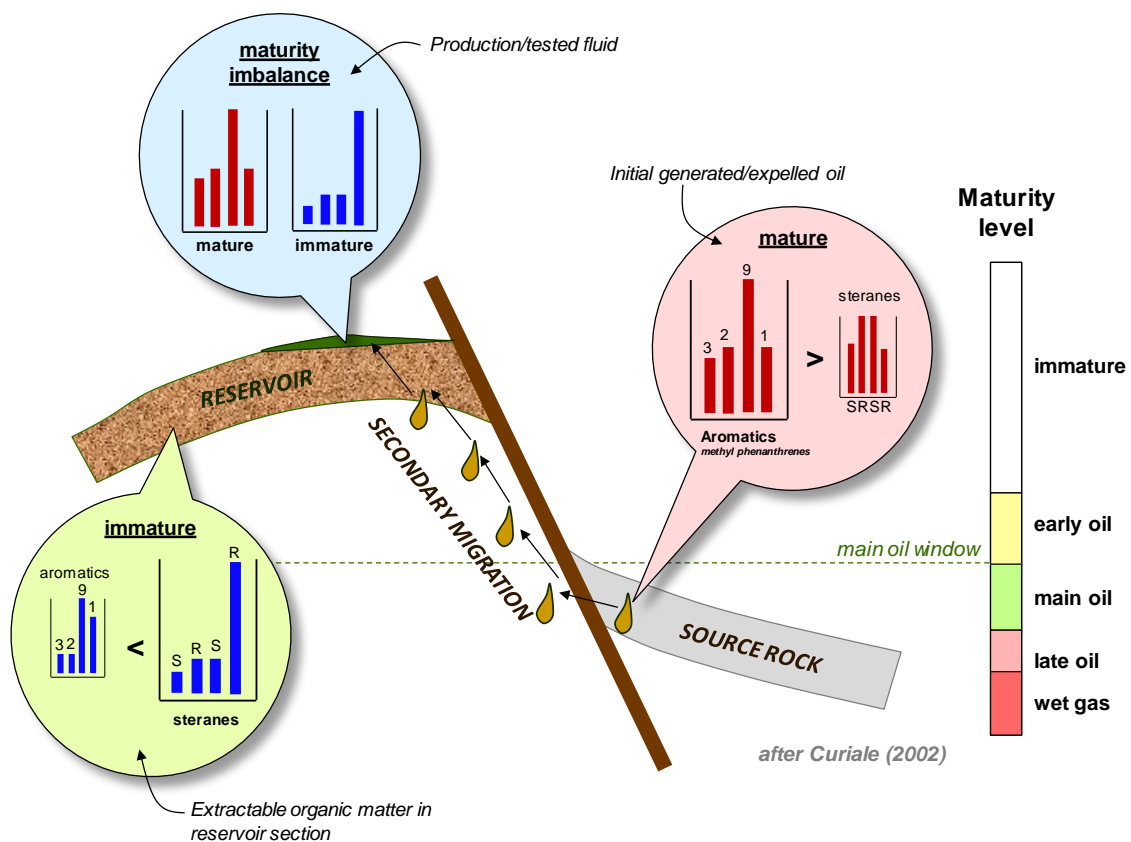 maturity
imbalance
Production/tested fluid
mature
immature
Initial generated/expelled oil
mature
9
3
2
1
Aromatics
methyl phenanthrenes
>
steranes
SRSR
Maturity
level
immature
early oil
main oil
late oil
wet gas
RESERVOIR
SECONDARY MIGRATION
main oil window
SOURCE ROCK
immature
aromatics
9
1
3 2
<
R
S
R
S
steranes
after Curiale (2002)
Extractable organic matter in
reservoir section